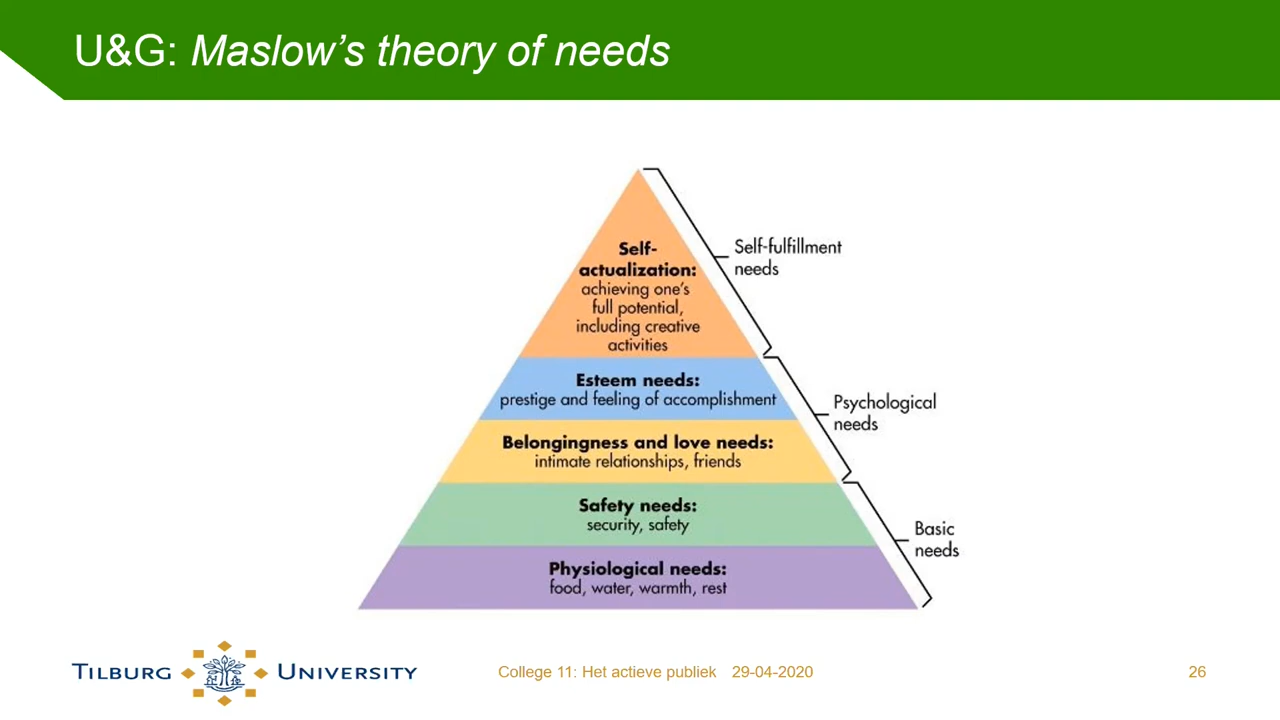 U&G: Maslow's theory of needs
Self-
actualization:
achieving one's
full potential,
including creative
activities
Self-fulfillment
needs
Esteem needs:
prestige and feeling of accomplishment
Psychological
needs
Belongingness and love needs:
intimate relationships, friends
Safety needs:
security, safety
Basic
needs
Physiological needs:
food, water, warmth, rest
TILBURG UNIVERSITY
College 11: Het actieve publiek 29-04-2020
26